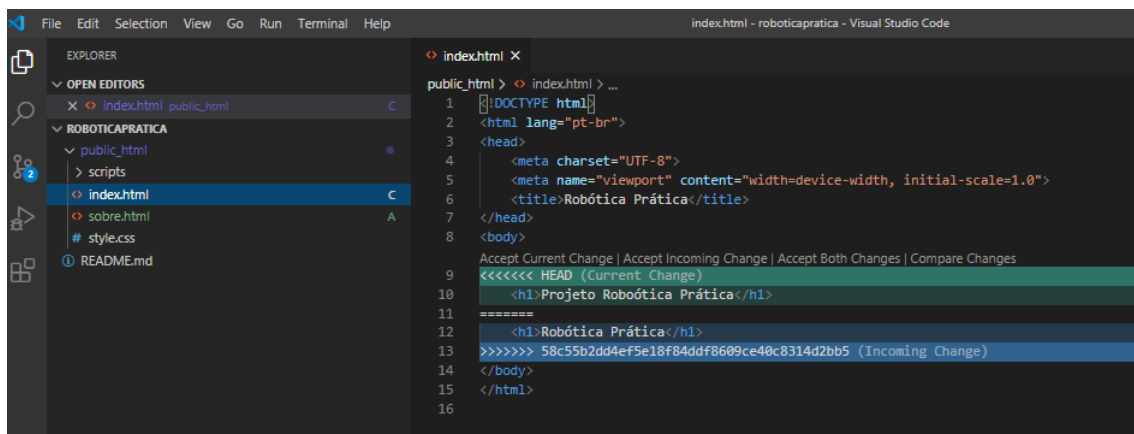 File Edit Selection View Go Run Terminal Help
index.html - roboticapratica - Visual Studio Code
EXPLORER
OPEN EDITORS
index.html public_html C
ROBOTICAPRATICA
public_html
scripts
index.html C
sobre.html A
# style.css
README.md
2
index.html
public_html > index.html > ...
1 <!DOCTYPE html>
2 <html lang="pt-br">
3 <head>
4 <meta charset="UTF-8">
5 <meta name="viewport" content="width=device-width, initial-scale=1.0">
6 <title>Robótica Prática</title>
7 </head>
8 <body>
Accept Current Change | Accept Incoming Change | Accept Both Changes | Compare Changes
9 <<<<<<< HEAD (Current Change)
10 <h1>Projeto Roboótica Prática</h1>
11 =======
12 <h1>Robótica Prática</h1>
13 >>>>>>> 58c55b2dd4ef5e18f84ddf8609ce40c8314d2bb5 (Incoming Change)
14 </body>
15 </html>
16